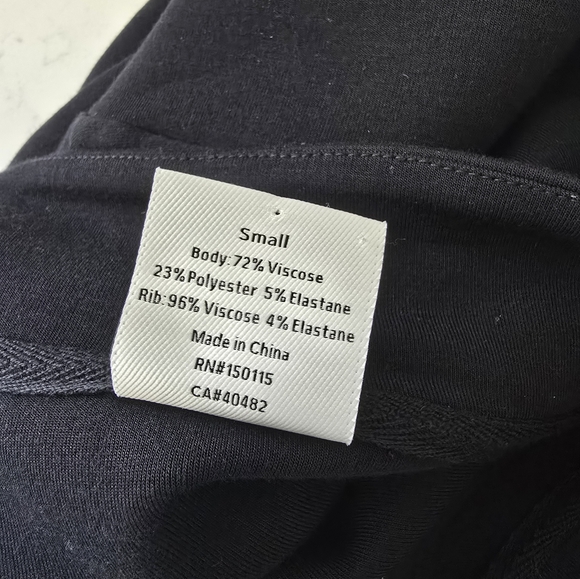 Small
Body:72% Viscose
23%Polyester 5% Elastane
Rib:96% Viscose 4% Elastane
Made in China
RN#150115
CA#40482